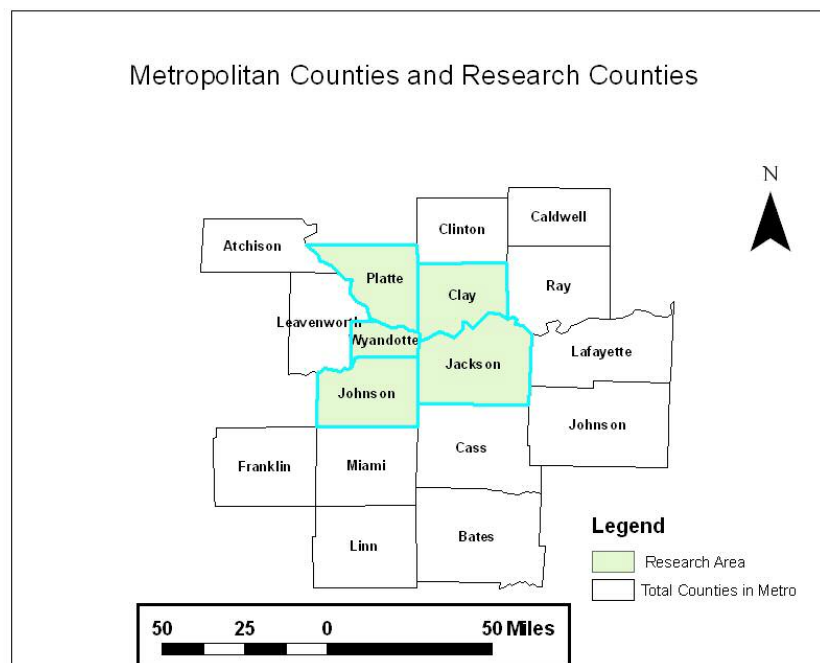 Metropolitan Counties and Research Counties
N
Caldwell
Clinton
Atchison
Platte
Clay
Ray
Leavenworth
Wyandotte
Lafayette
Jackson
Johnson
Johnson
Cass
Franklin
Miami
Linn
Bates
Legend
Research Area
Total Counties in Metro
50 25 0 50 Miles